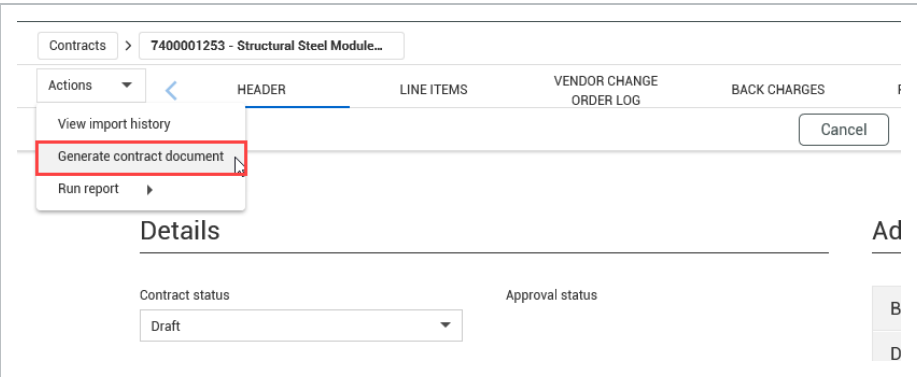 Contracts > 7400001253 - Structural Steel Module...
Actions
HEADER
LINE ITEMS
VENDOR CHANGE
ORDER LOG
BACK CHARGES
View import history
Cancel
Generate contract document
Run report
Details
Ad
Contract status
Approval status
Draft
B
D